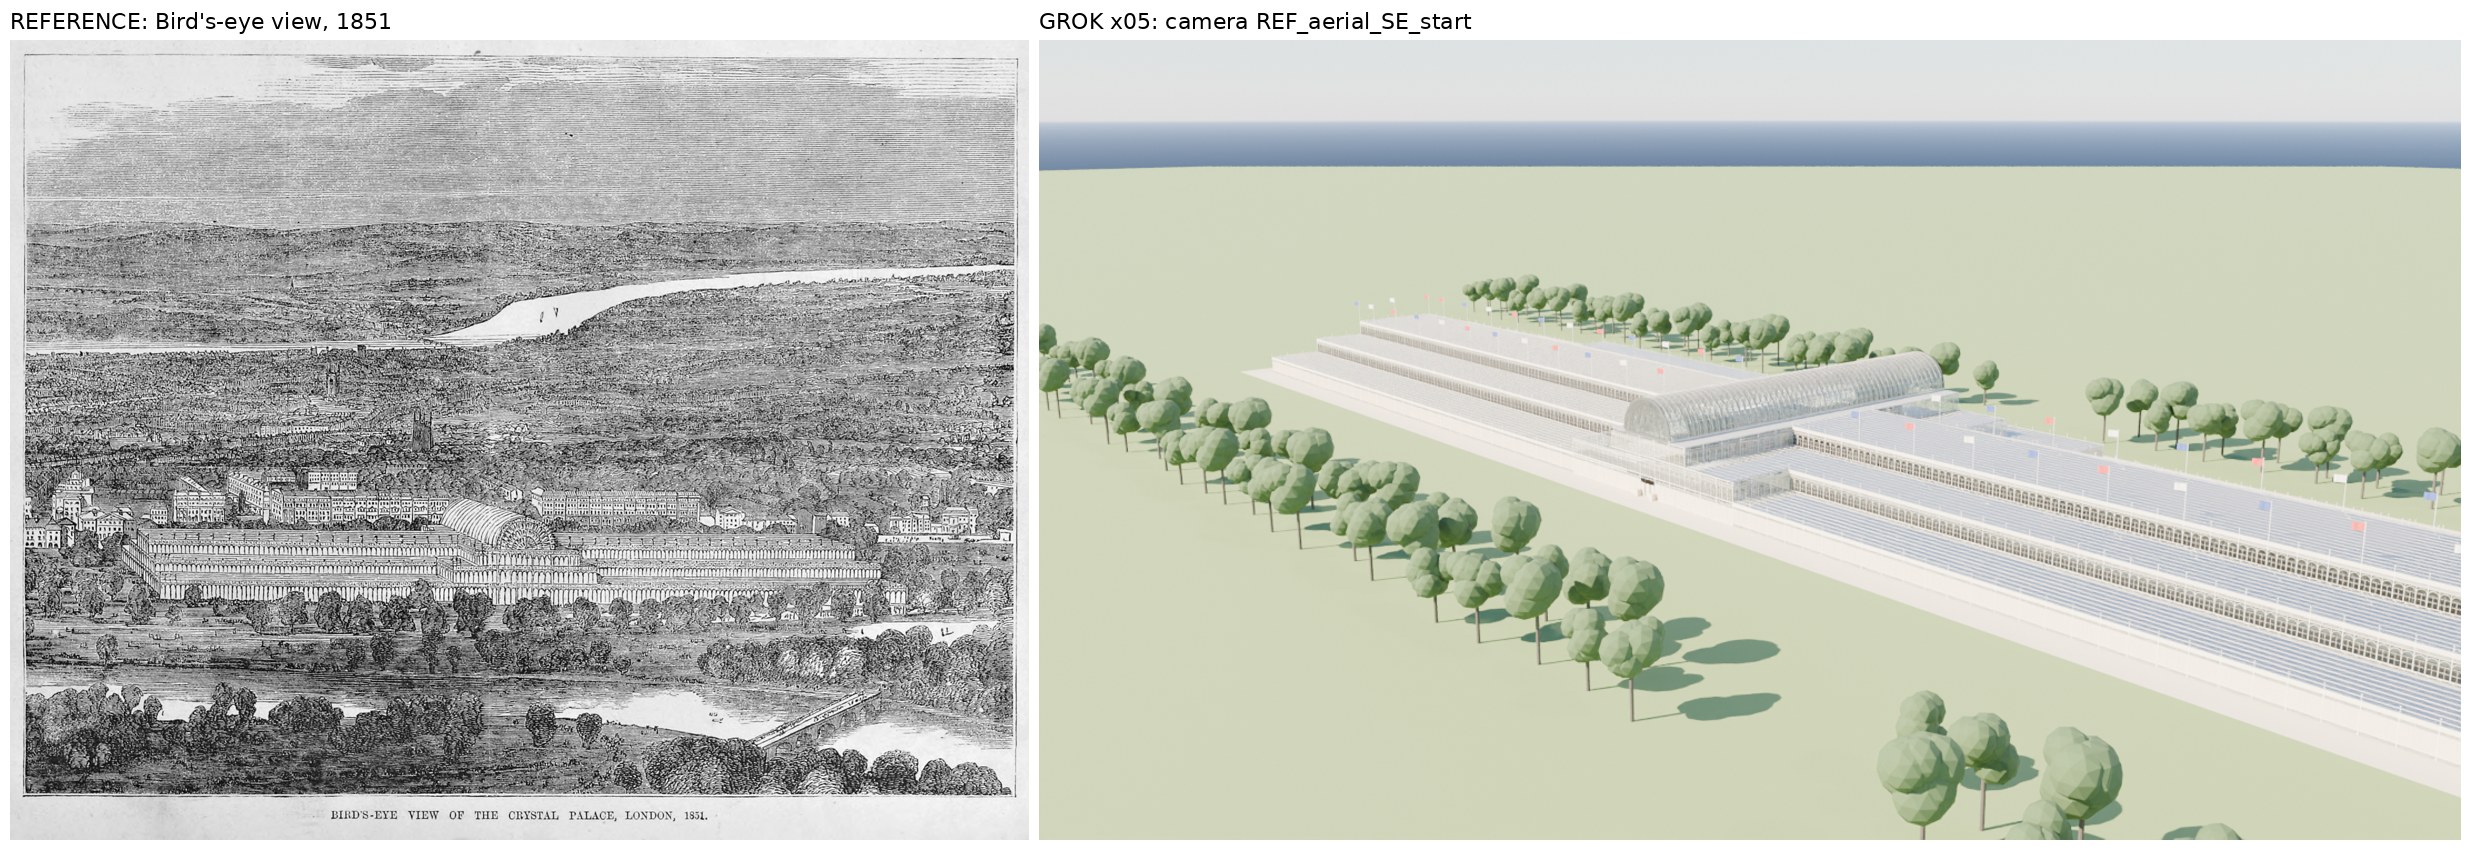 REFERENCE: Bird's-eye view, 1851
GROK x05: camera REF_aerial_SE_start
BIRD'S-EYE VIEW OF THE CRYSTAL PALACE, LONDON, 1851.